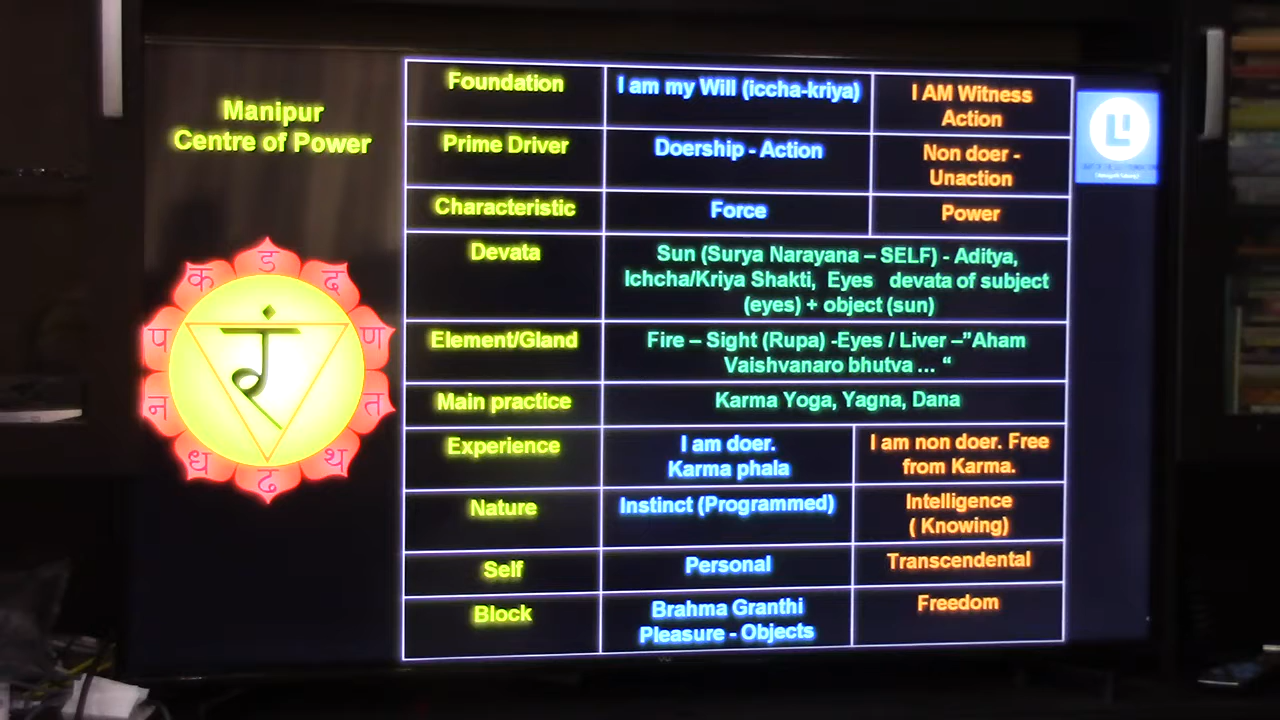 Manipur
Centre of Power
Foundation
I am my Will (iccha-kriya)
I AM Witness
Action
Prime Driver
Doership - Action
Non doer -
Unaction
Characteristic
Force
Power
Devata
Sun (Surya Narayana – SELF) - Aditya,
Ichcha/Kriya Shakti, Eyes devata of subject
(eyes) + object (sun)
Element/Gland
Fire – Sight (Rupa) -Eyes / Liver –”Aham
Vaishvanaro bhutva ... “
Main practice
Karma Yoga, Yagna, Dana
Experience
I am doer.
Karma phala
I am non doer. Free
from Karma.
Nature
Instinct (Programmed)
Intelligence
( Knowing)
Self
Personal
Transcendental
Block
Brahma Granthi
Pleasure - Objects
Freedom
ड
ढ
ण
त
थ
द
ध
न
प
क
रं